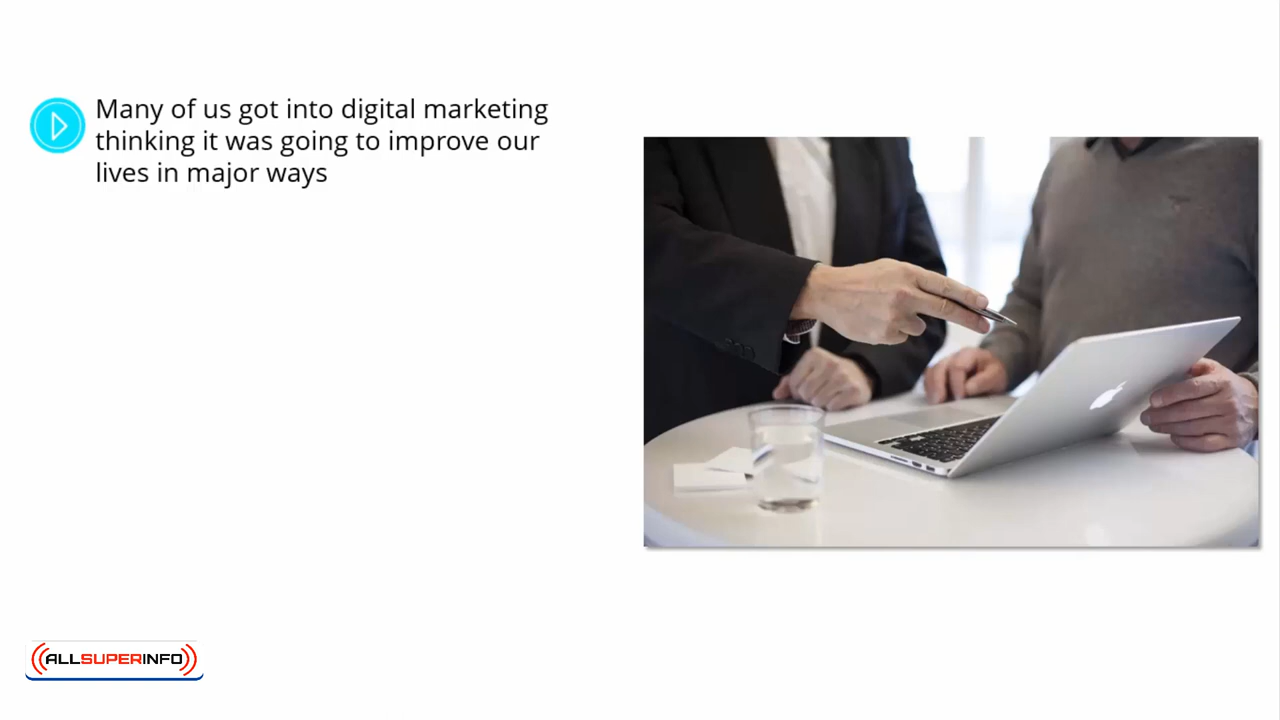 Many of us got into digital marketing
thinking it was going to improve our
lives in major ways
ALLSUPERINFO